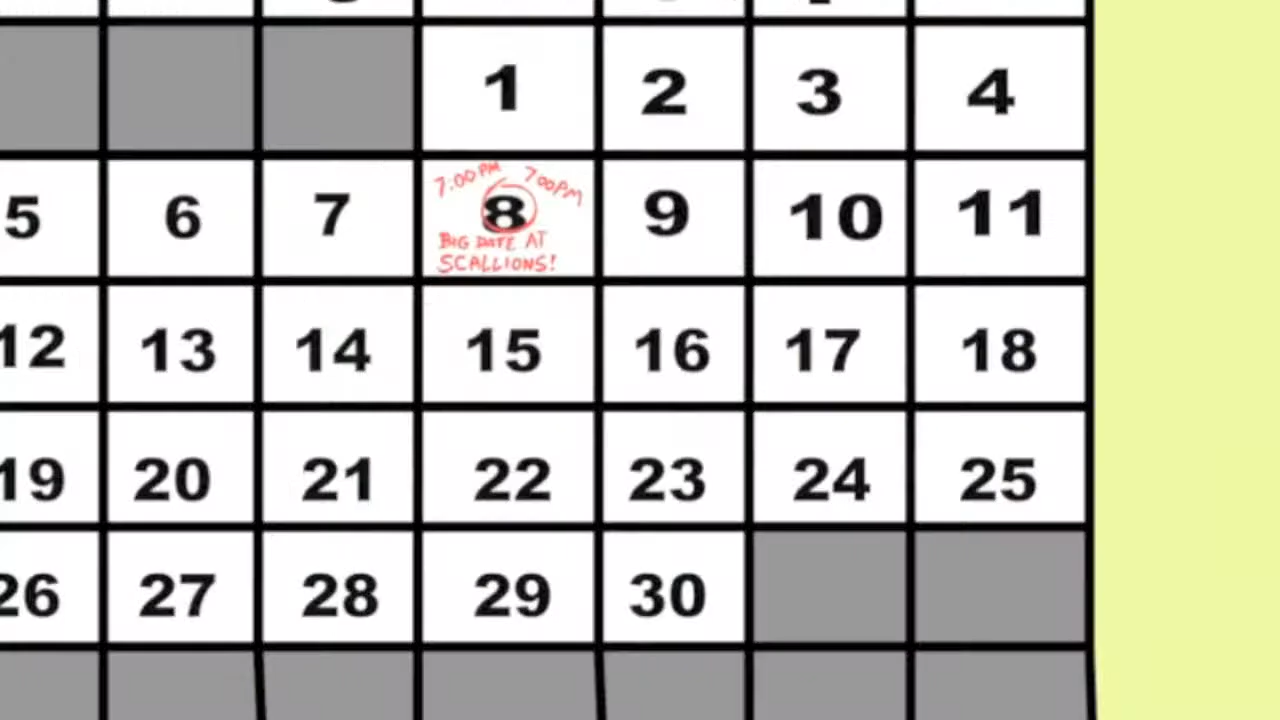 1 2 3 4
7:00PM 7:00PM
5 6 7 8 9 10 11
BIG DATE AT
SCALLIONS!
12 13 14 15 16 17 18
19 20 21 22 23 24 25
26 27 28 29 30